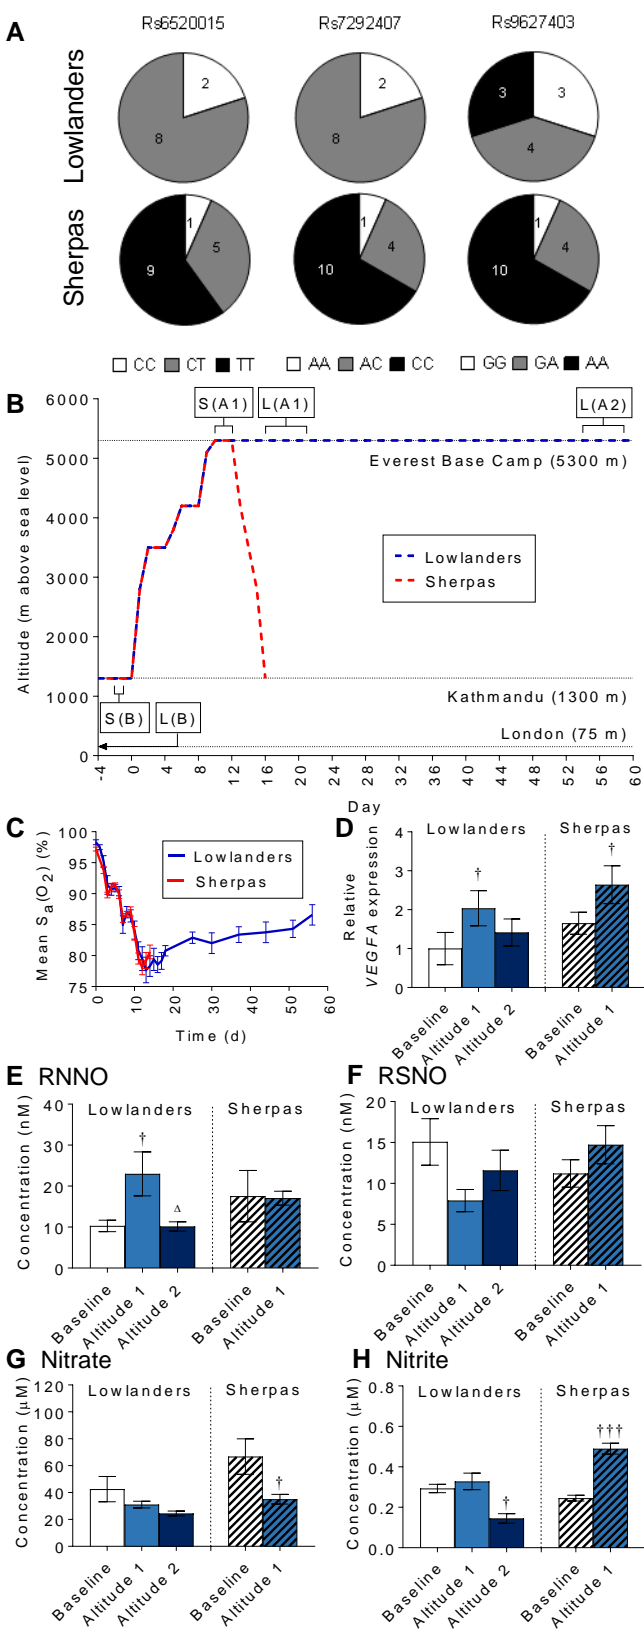 A
Rs6520015 Rs7292407 Rs9627403
Lowlanders
2 2 3 3
8 8 4
Sherpas
1 1 1
5 4 4
9 10 10
CC CT TT AA AC CC GG GA AA
B
6000
5000
4000
3000
2000
1000
0
Altitude (m above sea level)
S(A1) L(A1) L(A2)
Everest Base Camp (5300 m)
Lowlanders
Sherpas
Kathmandu (1300 m)
S(B) L(B)
London (75 m)
-4 0 4 8 12 16 20 24 28 32 36 40 44 48 52 56 60
Day
C
100
95
90
85
80
75
Mean Sa(O2) (%)
Lowlanders
Sherpas
0 10 20 30 40 50 60
Time (d)
D
Lowlanders Sherpas
4
3
2
1
0
Relative
VEGFA expression
† †
Baseline Altitude 1 Altitude 2 Baseline Altitude 1
E RNNO
Lowlanders Sherpas
40
30
20
10
0
Concentration (nM)
† Δ
Baseline Altitude 1 Altitude 2 Baseline Altitude 1
F RSNO
Lowlanders Sherpas
20
15
10
5
0
Concentration (nM)
Baseline Altitude 1 Altitude 2 Baseline Altitude 1
G Nitrate
Lowlanders Sherpas
120
100
80
60
40
20
0
Concentration (μM)
†
Baseline Altitude 1 Altitude 2 Baseline Altitude 1
H Nitrite
Lowlanders Sherpas
0.8
0.6
0.4
0.2
0.0
Concentration (μM)
† †††
Baseline Altitude 1 Altitude 2 Baseline Altitude 1